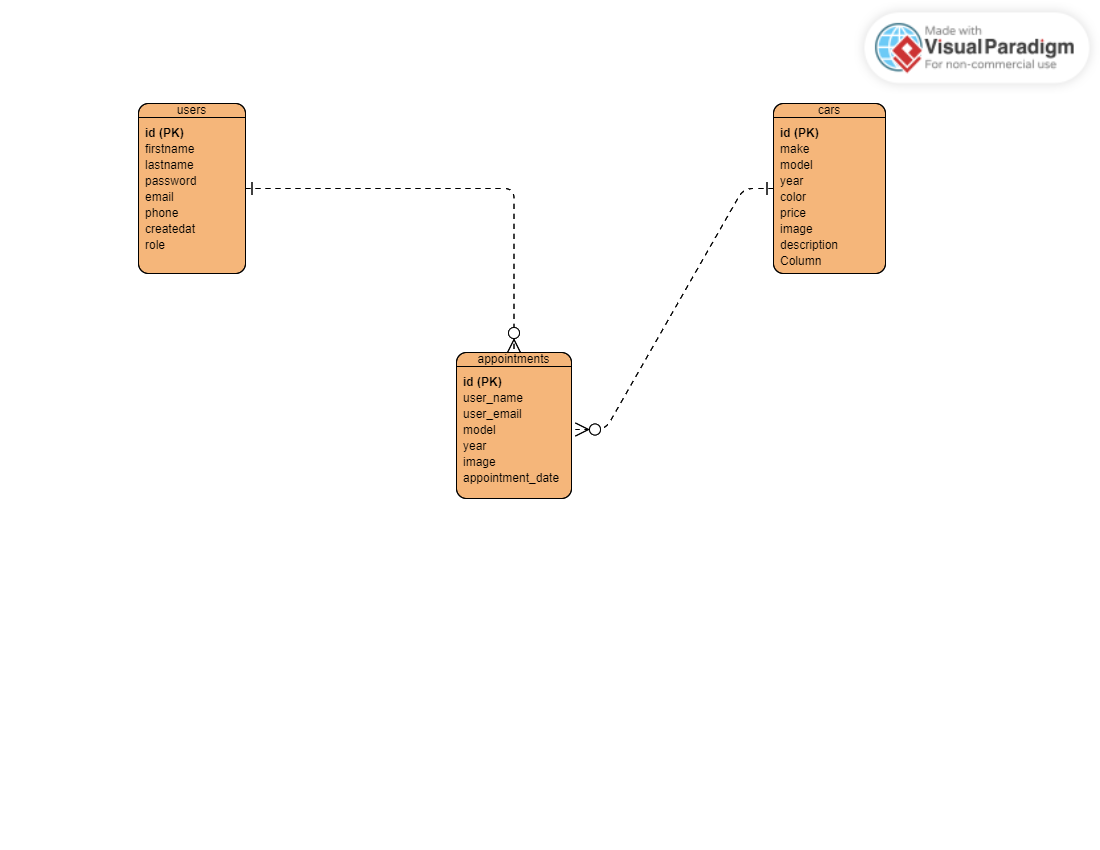 Made with
Visual Paradigm
For non-commercial use
users
id (PK)
firstname
lastname
password
email
phone
createdat
role
cars
id (PK)
make
model
year
color
price
image
description
Column
appointments
id (PK)
user_name
user_email
model
year
image
appointment_date